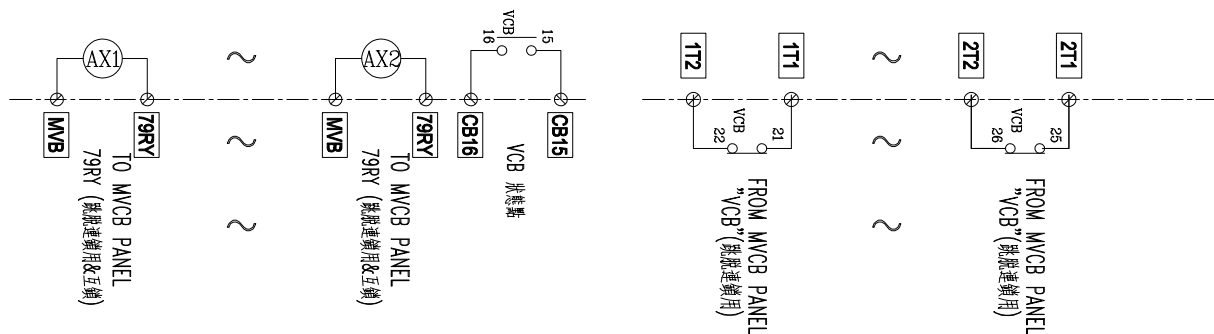 AX1
~
MVB
79RY
TO MVCB PANEL
79RY (跳脫連鎖用&互鎖)
~
~
AX2
MVB
79RY
TO MVCB PANEL
79RY (跳脫連鎖用&互鎖)
VCB
16
15
CB16
CB15
VCB 狀態點
1T2
1T1
VCB
22
21
FROM MVCB PANEL
"VCB"(跳脫連鎖用)
~
~
~
2T2
2T1
VCB
26
25
FROM MVCB PANEL
"VCB"(跳脫連鎖用)